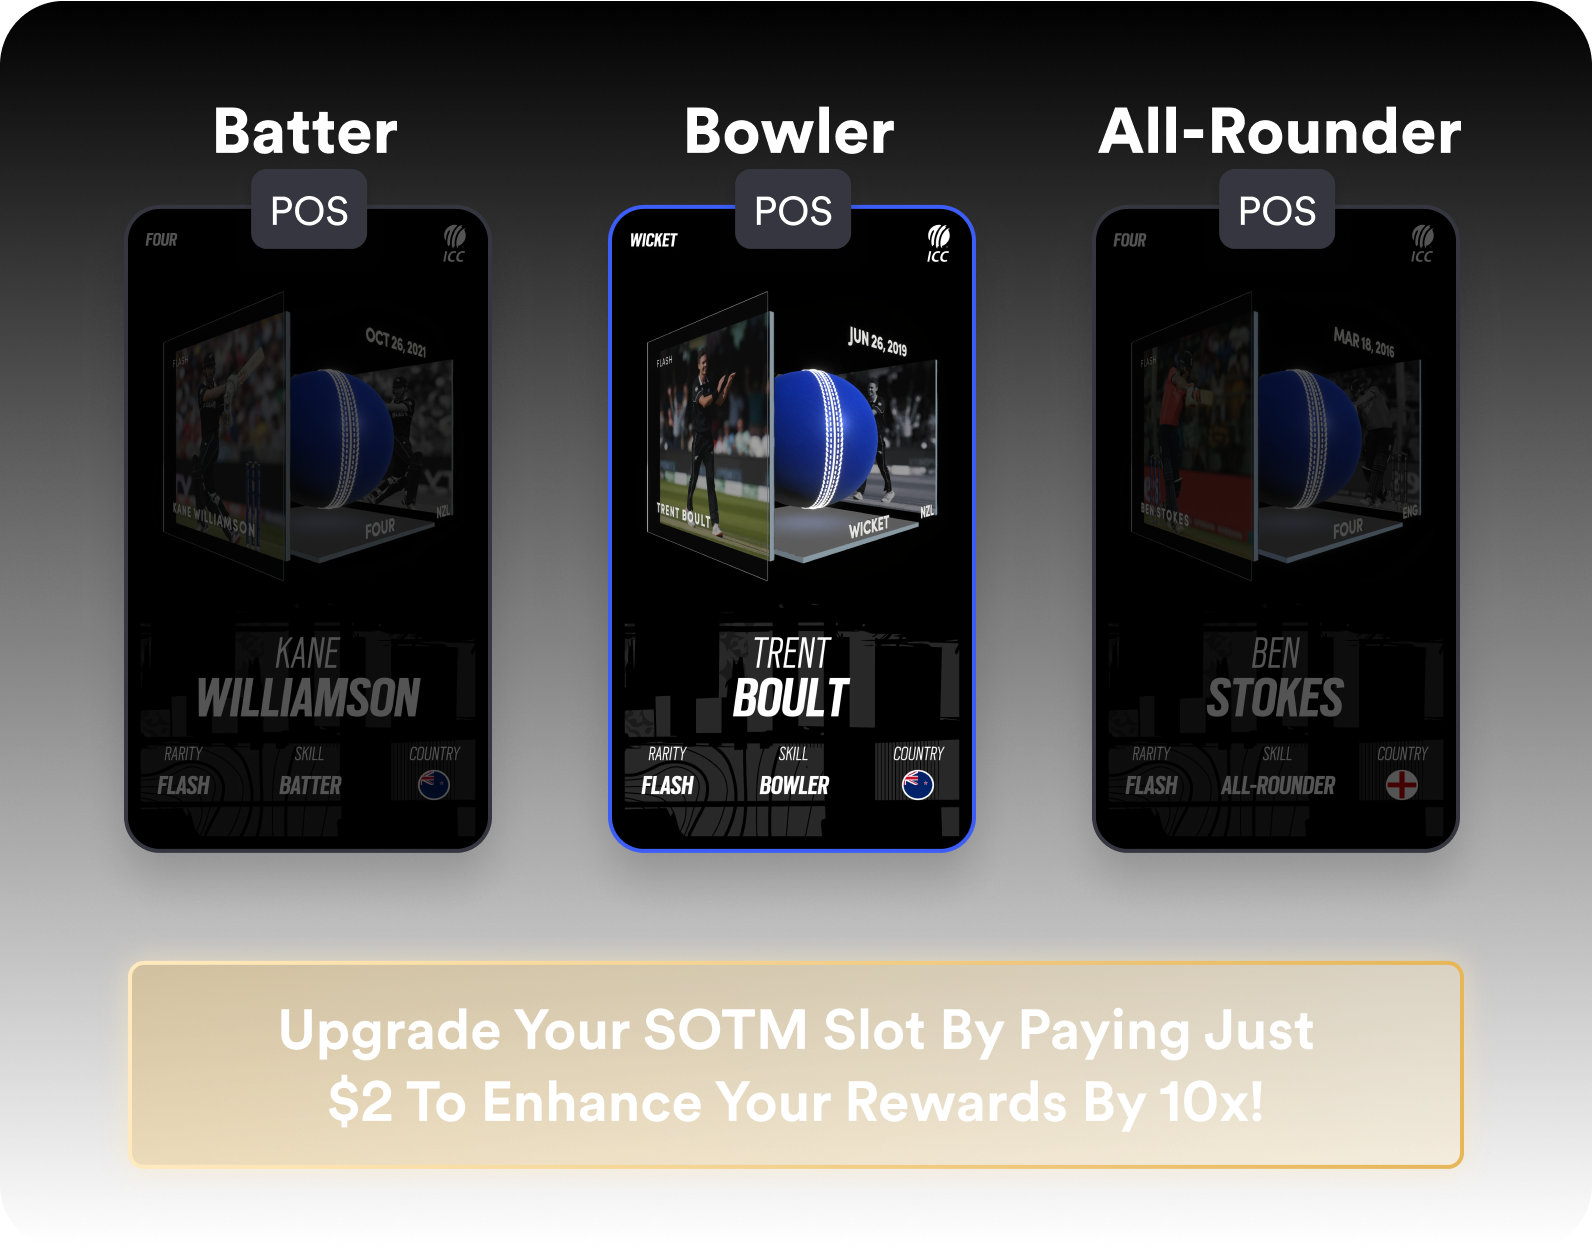 Batter
Bowler
All-Rounder
POS
POS
POS
FOUR
ICC
FLASH
OCT 26, 2021
KANE WILLIAMSON
FOUR
NZL
KANE
WILLIAMSON
RARITY
SKILL
COUNTRY
FLASH
BATTER
WICKET
ICC
FLASH
JUN 26, 2019
TRENT BOULT
WICKET
NZL
TRENT
BOULT
RARITY
SKILL
COUNTRY
FLASH
BOWLER
FOUR
ICC
FLASH
MAR 18, 2016
BEN STOKES
FOUR
ENG
BEN
STOKES
RARITY
SKILL
COUNTRY
FLASH
ALL-ROUNDER
Upgrade Your SOTM Slot By Paying Just
$2 To Enhance Your Rewards By 10x!